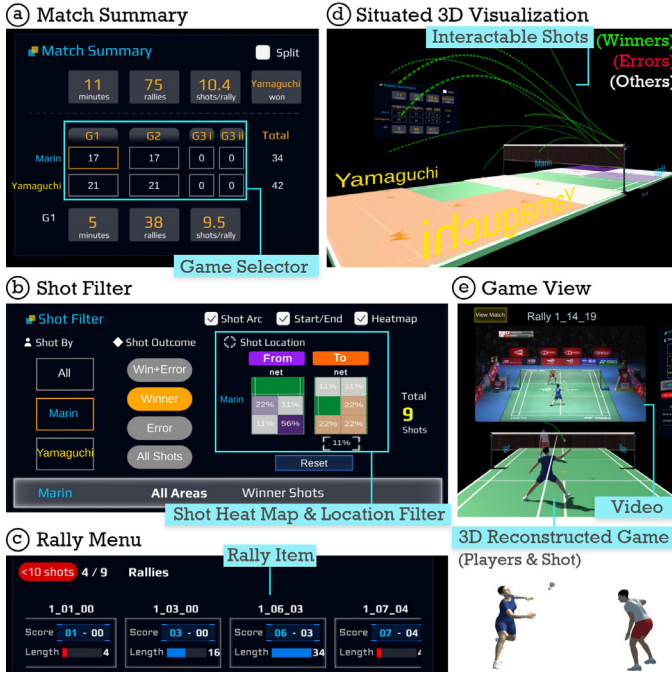 a Match Summary
Match Summary
Split
11 minutes
75 rallies
10.4 shots/rally
Yamaguchi won
G1 G2 G3 i G3 ii Total
Marin 17 17 0 0 34
Yamaguchi 21 21 0 0 42
G1
5 minutes
38 rallies
9.5 shots/rally
Game Selector
d Situated 3D Visualization
Interactable Shots
(Winners)
(Errors)
(Others)
Match Summary
Marin
Yamaguchi
Yamaguchi
yamaguchi
b Shot Filter
Shot Filter
Shot Arc Start/End Heatmap
Shot By
Shot Outcome
Shot Location
All
Marin
Yamaguchi
Win+Error
Winner
Error
All Shots
From To
net net
Marin
22% 11%
11% 56%
11% 11%
22%
22% 22%
11%
Total
9
Shots
Reset
Marin All Areas Winner Shots
Shot Heat Map & Location Filter
e Game View
View Match
Rally 1_14_19
Video
3D Reconstructed Game
(Players & Shot)
c Rally Menu
Rally Item
<10 shots 4 / 9 Rallies
1_01_00 1_03_00 1_06_03 1_07_04
Score 01 - 00 Score 03 - 00 Score 06 - 03 Score 07 - 04
Length 4 Length 16 Length 34 Length